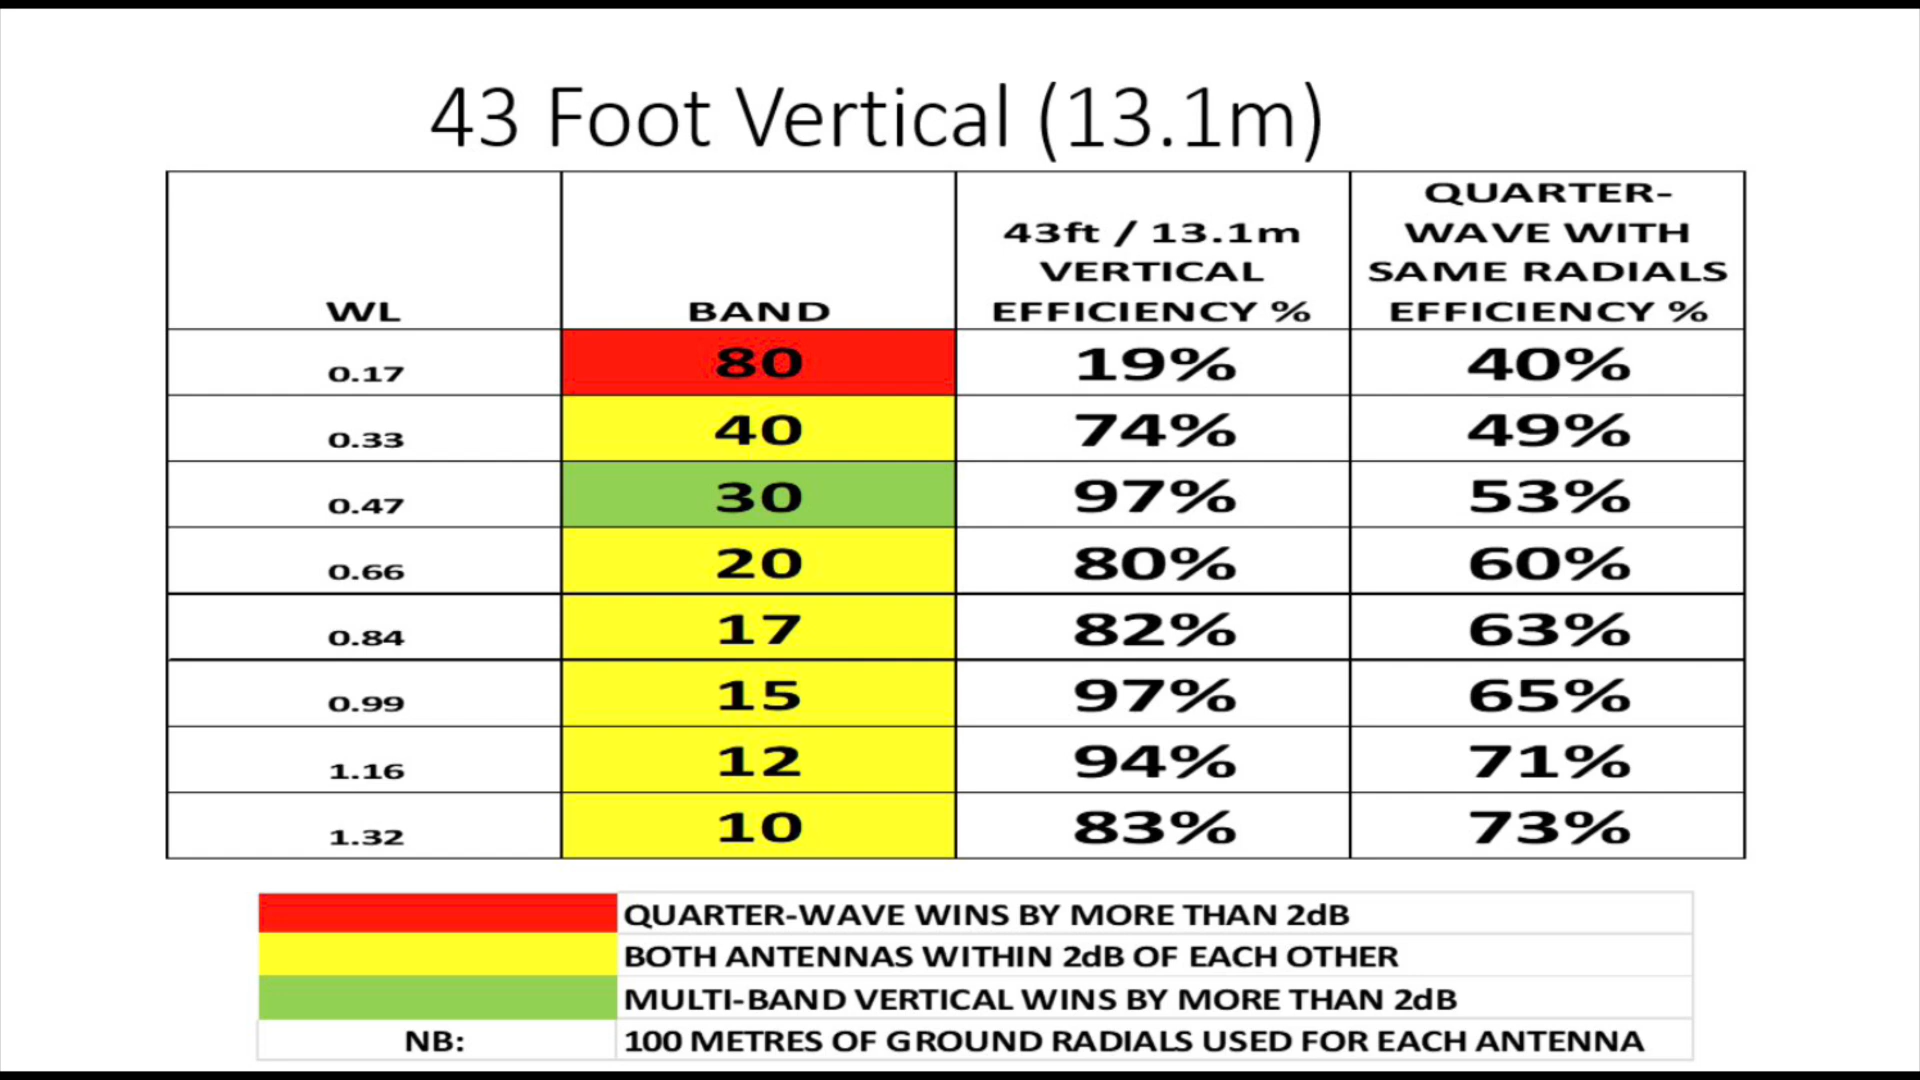 43 Foot Vertical (13.1m)
WL BAND 43ft / 13.1m VERTICAL EFFICIENCY % QUARTER-WAVE WITH SAME RADIALS EFFICIENCY %
0.17 80 19% 40%
0.33 40 74% 49%
0.47 30 97% 53%
0.66 20 80% 60%
0.84 17 82% 63%
0.99 15 97% 65%
1.16 12 94% 71%
1.32 10 83% 73%
QUARTER-WAVE WINS BY MORE THAN 2dB
BOTH ANTENNAS WITHIN 2dB OF EACH OTHER
MULTI-BAND VERTICAL WINS BY MORE THAN 2dB
NB: 100 METRES OF GROUND RADIALS USED FOR EACH ANTENNA